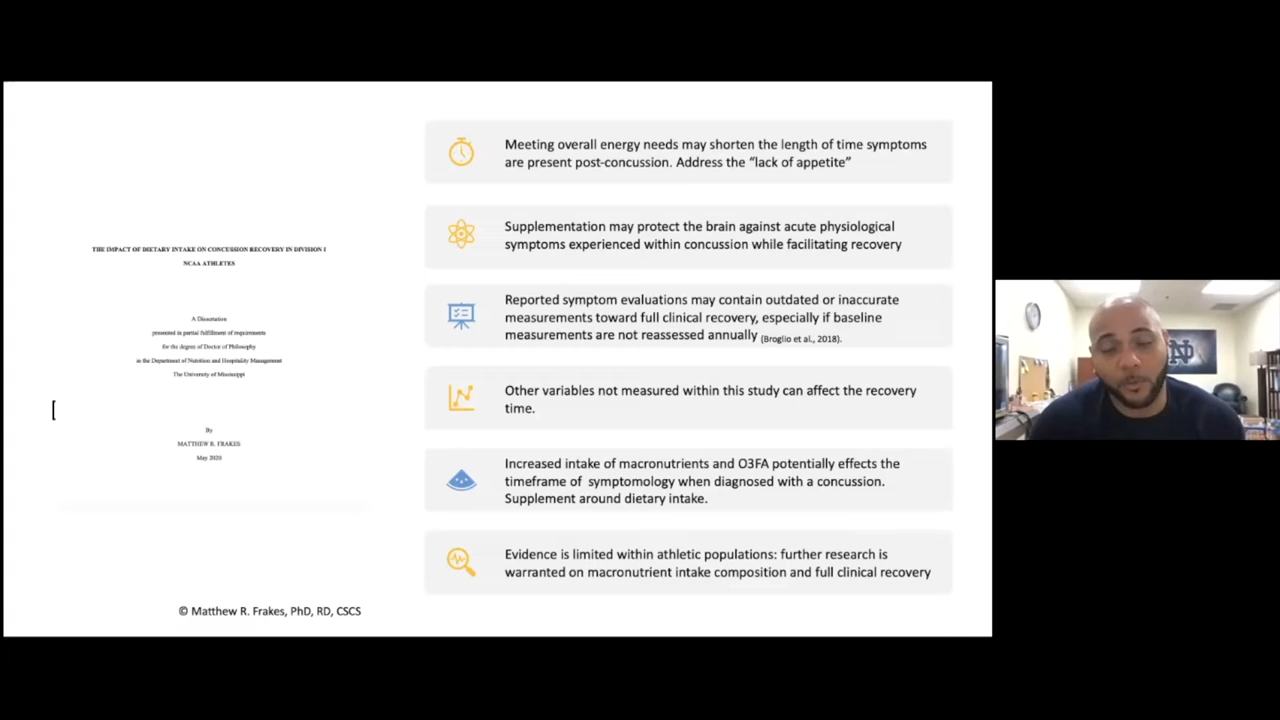 THE IMPACT OF DIETARY INTAKE ON CONCUSSION RECOVERY IN DIVISION I
NCAA ATHLETES
A Dissertation
presented in partial fulfillment of requirements
for the degree of Doctor of Philosophy
in the Department of Nutrition and Hospitality Management
The University of Mississippi
[
By
MATTHEW R. FRAKES
May 2020
© Matthew R. Frakes, PhD, RD, CSCS
Meeting overall energy needs may shorten the length of time symptoms
are present post-concussion. Address the “lack of appetite”
Supplementation may protect the brain against acute physiological
symptoms experienced within concussion while facilitating recovery
Reported symptom evaluations may contain outdated or inaccurate
measurements toward full clinical recovery, especially if baseline
measurements are not reassessed annually (Broglio et al., 2018).
Other variables not measured within this study can affect the recovery
time.
Increased intake of macronutrients and O3FA potentially effects the
timeframe of symptomology when diagnosed with a concussion.
Supplement around dietary intake.
Evidence is limited within athletic populations: further research is
warranted on macronutrient intake composition and full clinical recovery
ND